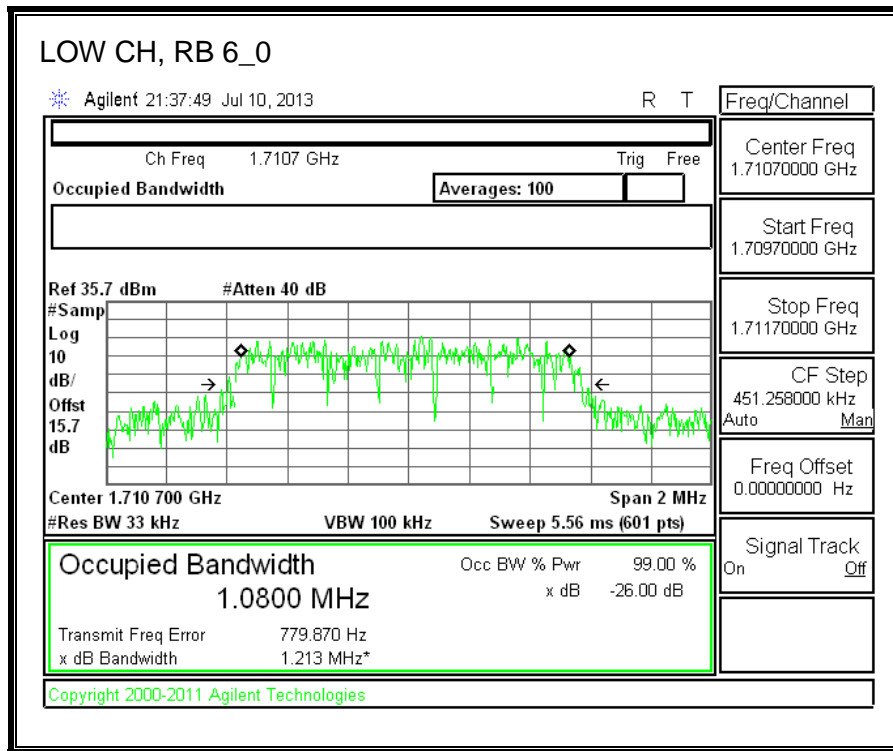 LOW CH, RB 6_0
Agilent 21:37:49 Jul 10, 2013 R T
Freq/Channel
Ch Freq 1.7107 GHz Trig Free
Occupied Bandwidth Averages: 100
Center Freq
1.71070000 GHz
Start Freq
1.70970000 GHz
Stop Freq
1.71170000 GHz
CF Step
451.258000 kHz
Auto Man
Freq Offset
0.00000000 Hz
Signal Track
On Off
Ref 35.7 dBm #Atten 40 dB
#Samp
Log
10
dB/
Offst
15.7
dB
Center 1.710 700 GHz Span 2 MHz
#Res BW 33 kHz VBW 100 kHz Sweep 5.56 ms (601 pts)
Occupied Bandwidth Occ BW % Pwr 99.00 %
1.0800 MHz x dB -26.00 dB
Transmit Freq Error 779.870 Hz
x dB Bandwidth 1.213 MHz*
Copyright 2000-2011 Agilent Technologies